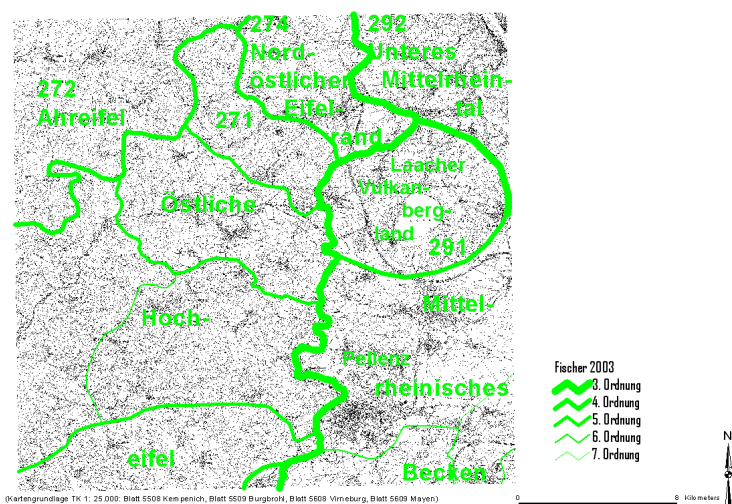 274
292
Nord-
Unteres
östlicher
Mittelrhein-
272
Eifel-
tal
Ahreifel
271
rand
Laacher
Vulkan-
Östliche
berg-
land
291
Mittel-
Hoch-
Pellenz
rheinisches
eifel
Becken
Fischer 2003
3. Ordnung
4. Ordnung
5. Ordnung
6. Ordnung
7. Ordnung
N
0 8 Kilometers
(Kartengrundlage TK 1: 25.000: Blatt 5508 Kempenich, Blatt 5509 Burgbrohl, Blatt 5608 Virneburg, Blatt 5609 Mayen)